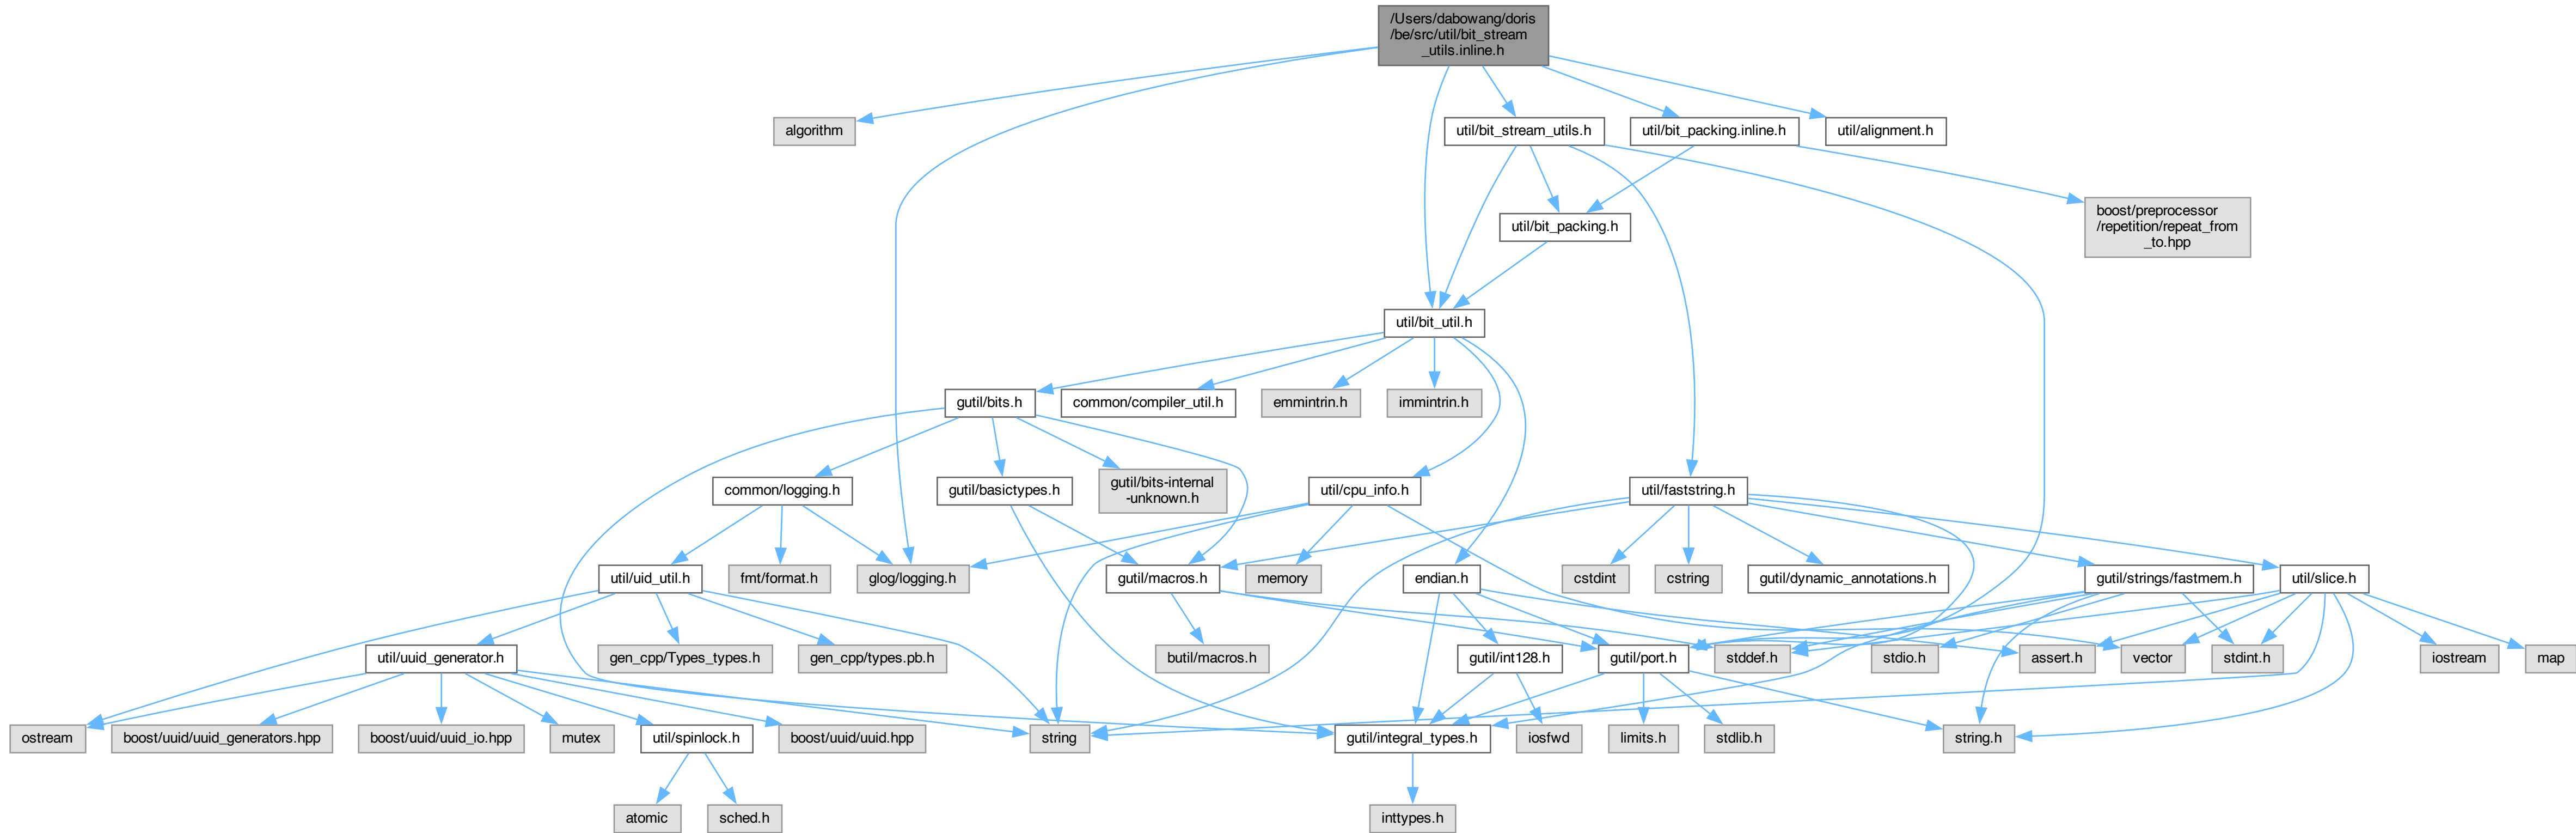 /Users/dabowang/doris
/be/src/util/bit_stream
_utils.inline.h
algorithm
util/bit_stream_utils.h
util/bit_packing.inline.h
util/alignment.h
util/bit_packing.h
boost/preprocessor
/repetition/repeat_from
_to.hpp
util/bit_util.h
gutil/bits.h
common/compiler_util.h
emmintrin.h
immintrin.h
common/logging.h
gutil/basictypes.h
gutil/bits-internal
-unknown.h
util/cpu_info.h
util/faststring.h
util/uid_util.h
fmt/format.h
glog/logging.h
gutil/macros.h
memory
endian.h
cstdint
cstring
gutil/dynamic_annotations.h
gutil/strings/fastmem.h
util/slice.h
util/uuid_generator.h
gen_cpp/Types_types.h
gen_cpp/types.pb.h
butil/macros.h
gutil/int128.h
gutil/port.h
stddef.h
stdio.h
assert.h
vector
stdint.h
iostream
map
ostream
boost/uuid/uuid_generators.hpp
boost/uuid/uuid_io.hpp
mutex
util/spinlock.h
boost/uuid/uuid.hpp
string
gutil/integral_types.h
iosfwd
limits.h
stdlib.h
string.h
atomic
sched.h
inttypes.h